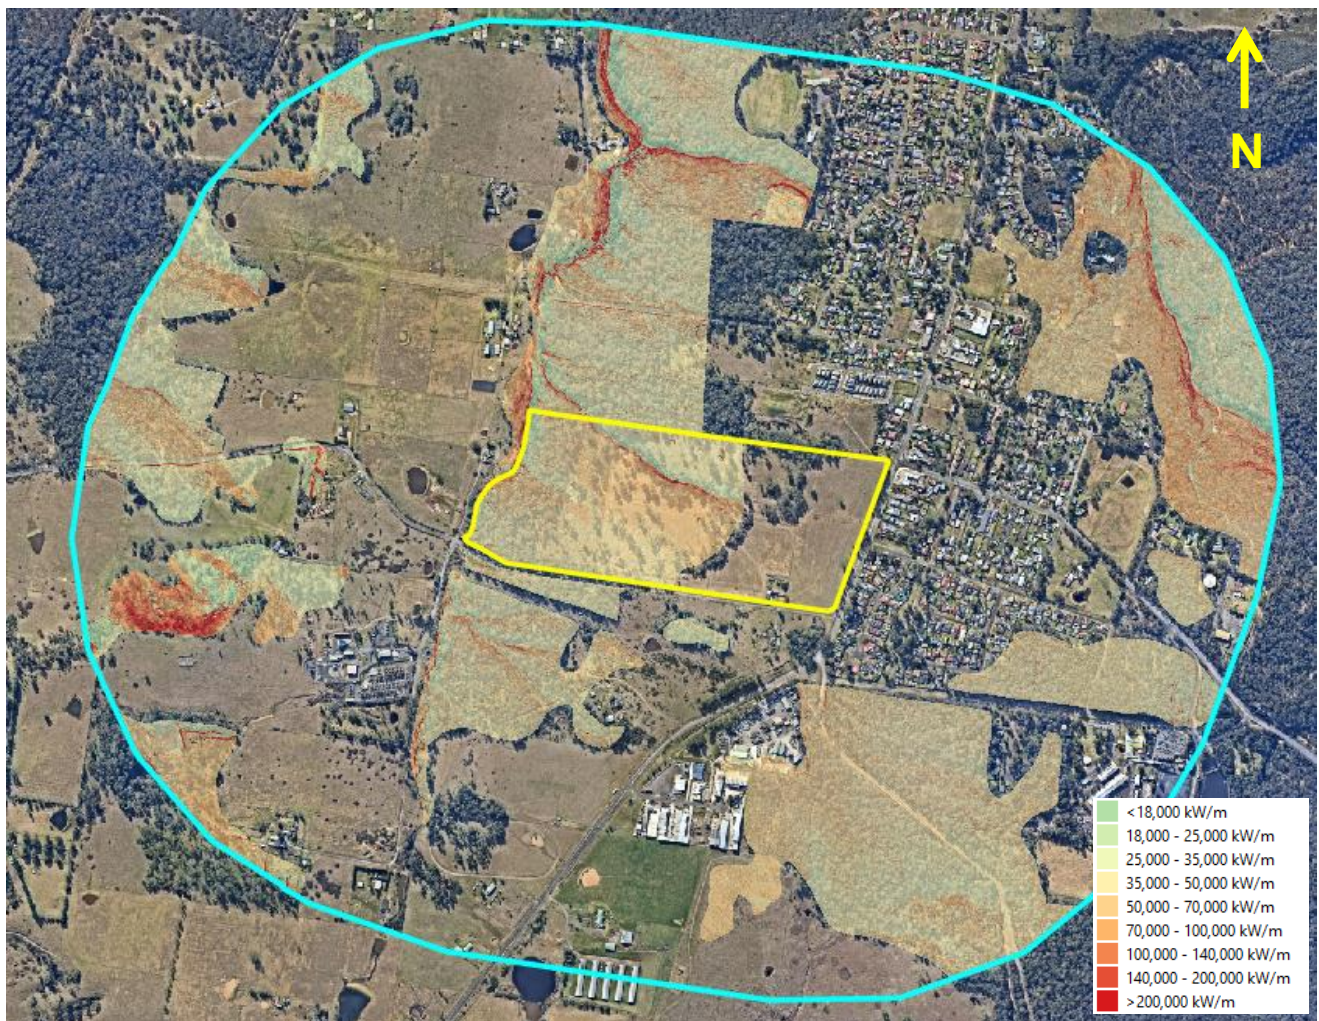 N
<18,000 kW/m
18,000 - 25,000 kW/m
25,000 - 35,000 kW/m
35,000 - 50,000 kW/m
50,000 - 70,000 kW/m
70,000 - 100,000 kW/m
100,000 - 140,000 kW/m
140,000 - 200,000 kW/m
>200,000 kW/m